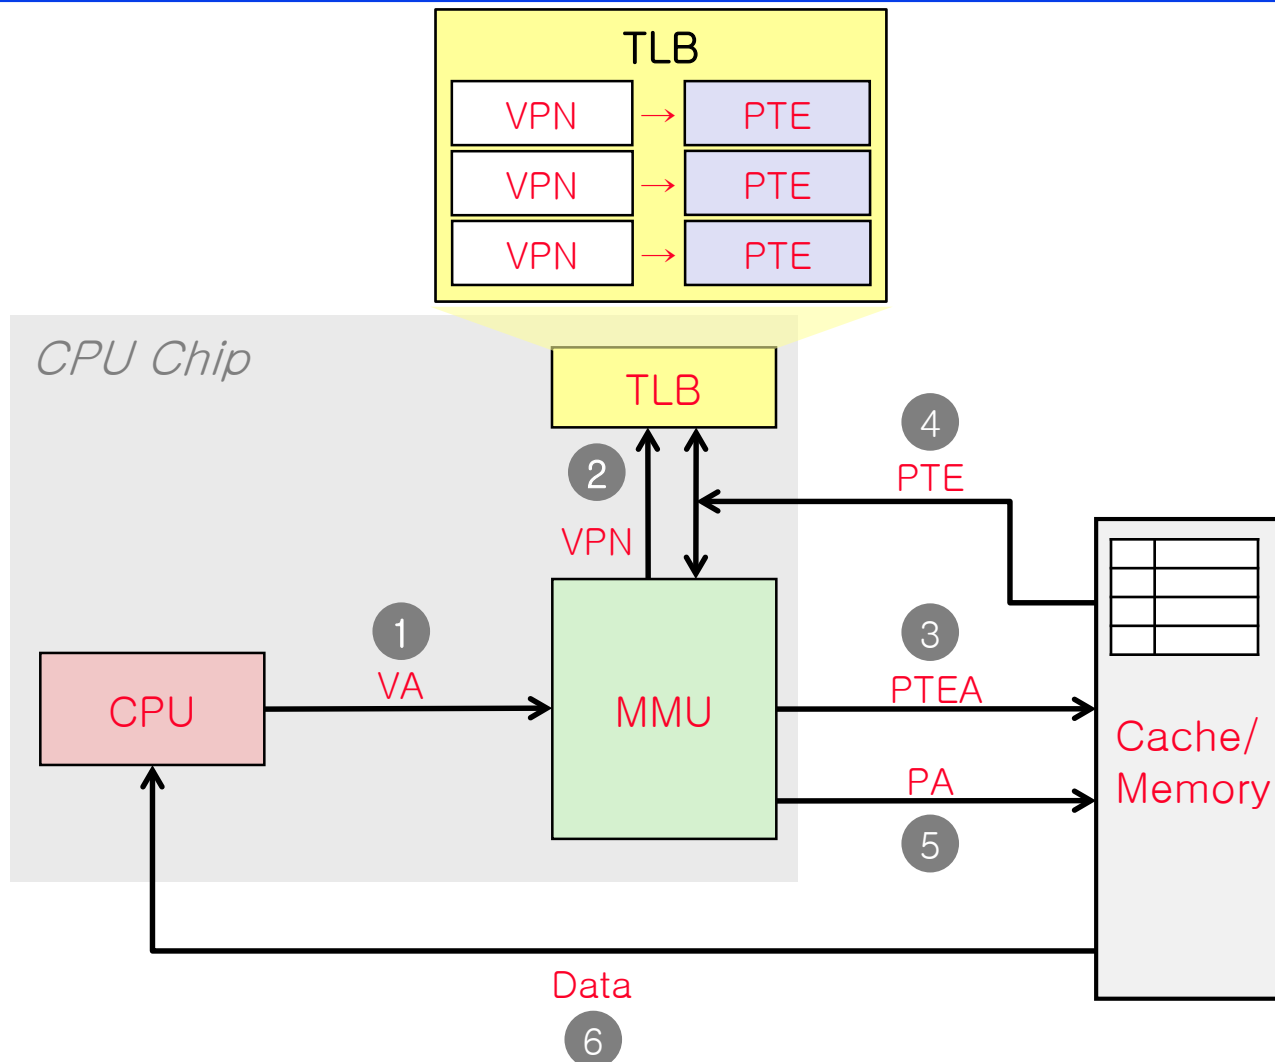 TLB
VPN → PTE
VPN → PTE
VPN → PTE
CPU Chip
TLB
4
PTE
2
VPN
1
VA
3
PTEA
CPU
MMU
Cache/
Memory
PA
5
Data
6